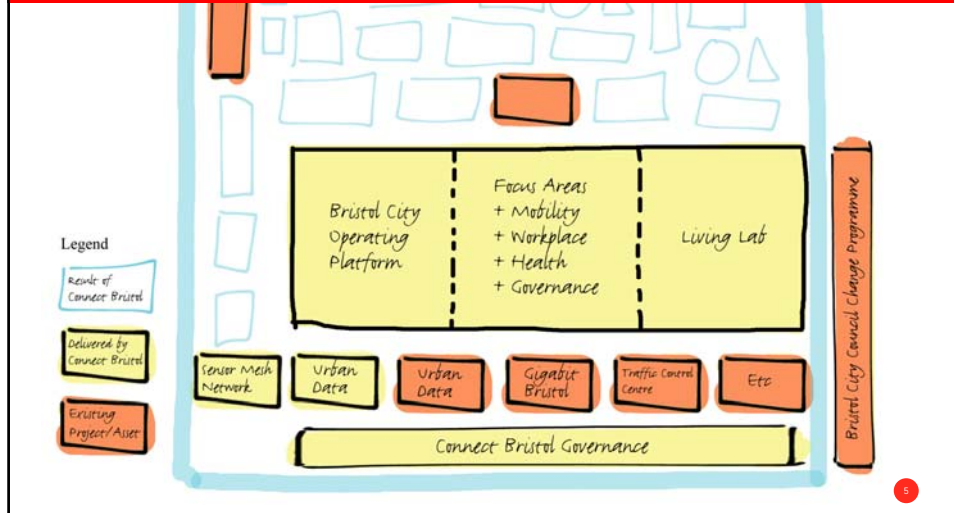 Bristol City
Operating
Platform
Focus Areas
+ Mobility
+ Workplace
+ Health
+ Governance
Living Lab
Bristol City Council Change Programme
Legend
Result of
Connect Bristol
Delivered by
Connect Bristol
Existing
Project/Asset
Sensor Mesh
Network
Urban
Data
Urban
Data
Gigabit
Bristol
Traffic Control
Centre
Etc
Connect Bristol Governance
5